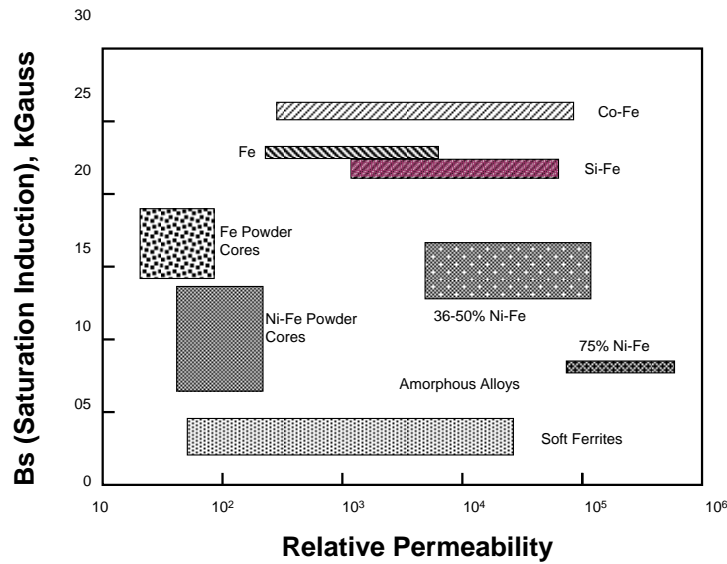 30
25
20
15
10
05
0
Bs (Saturation Induction), kGauss
Co-Fe
Fe
Si-Fe
Fe Powder
Cores
Ni-Fe Powder
Cores
36-50% Ni-Fe
75% Ni-Fe
Amorphous Alloys
Soft Ferrites
10 10² 10³ 10⁴ 10⁵ 10⁶
Relative Permeability